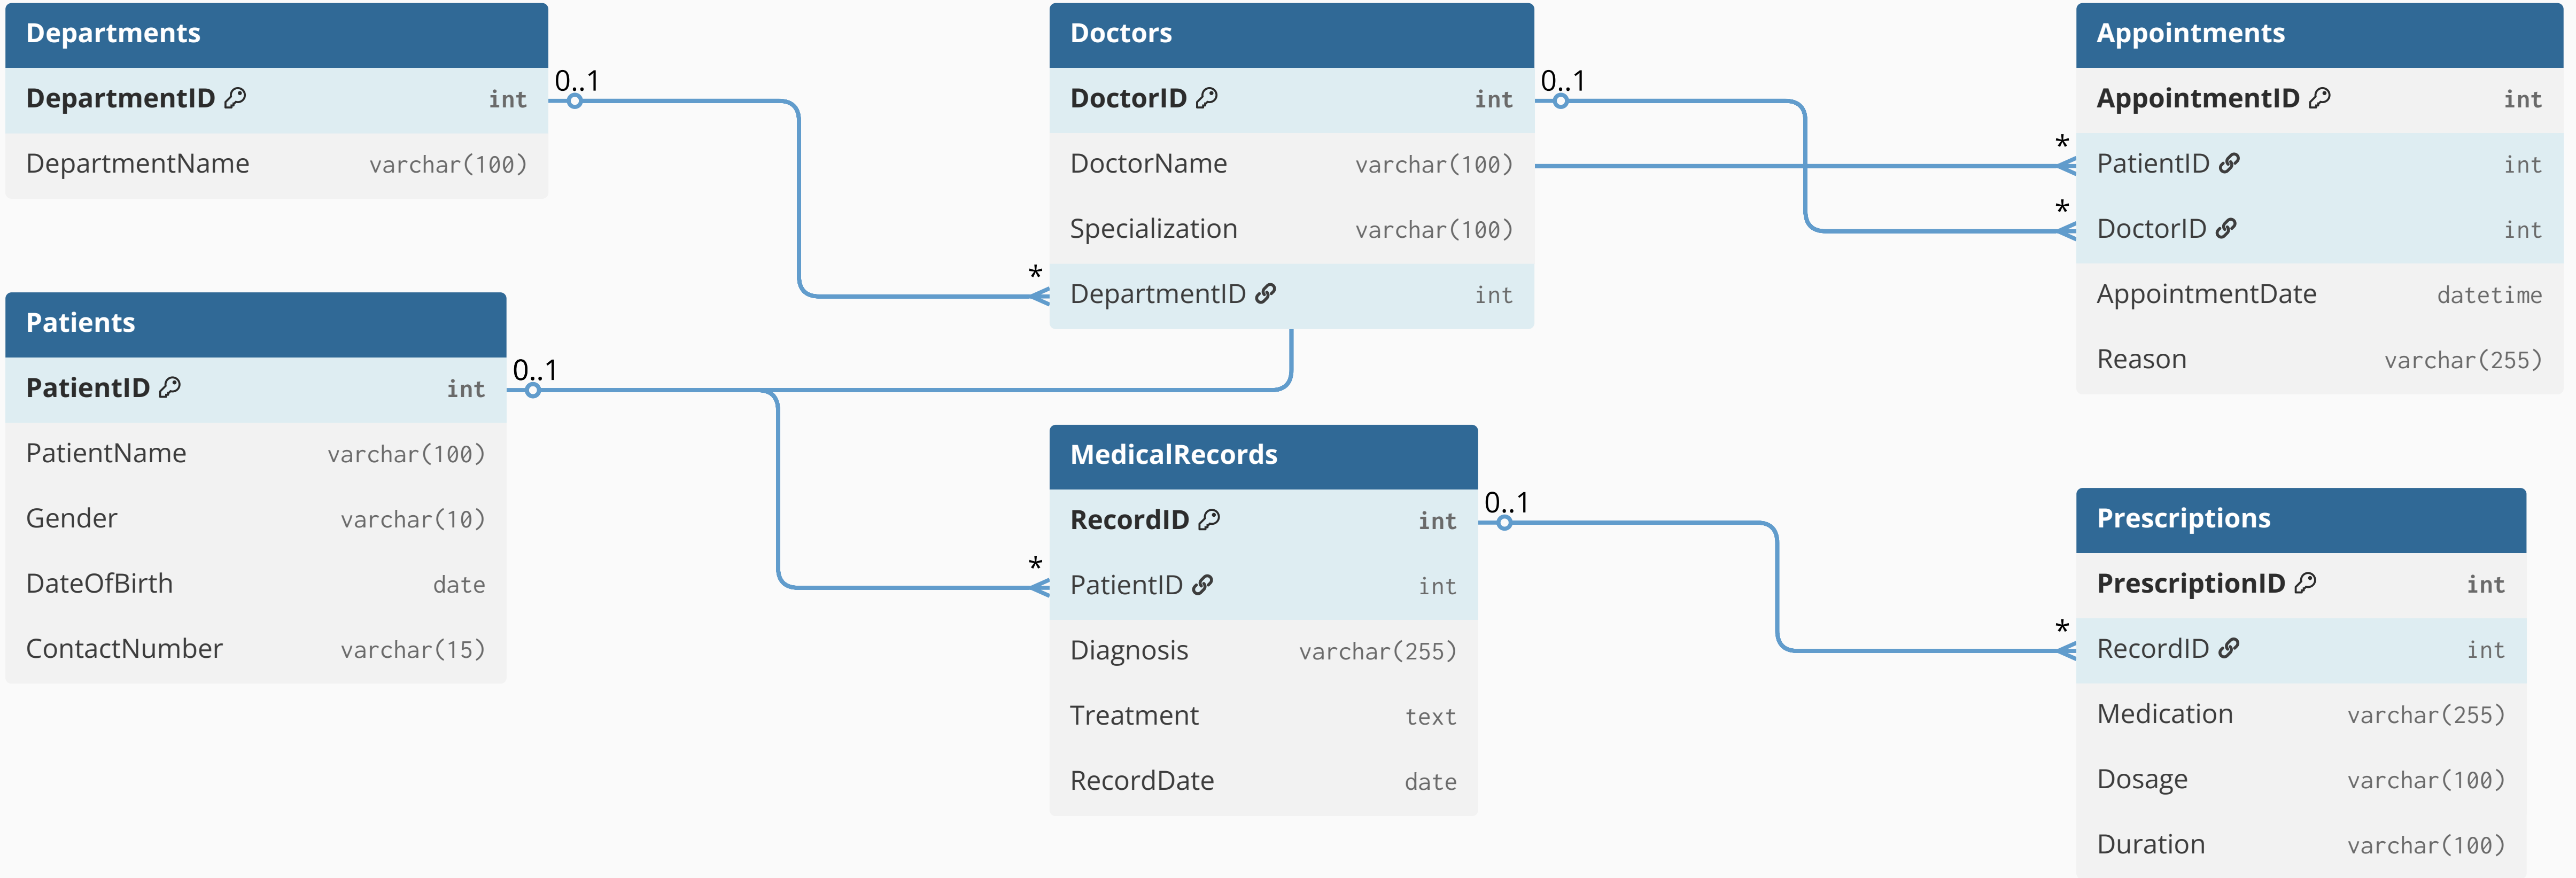 Departments
DepartmentID int
DepartmentName varchar(100)
0..1
*
Patients
PatientID int
PatientName varchar(100)
Gender varchar(10)
DateOfBirth date
ContactNumber varchar(15)
0..1
*
Doctors
DoctorID int
DoctorName varchar(100)
Specialization varchar(100)
DepartmentID int
0..1
*
*
MedicalRecords
RecordID int
PatientID int
Diagnosis varchar(255)
Treatment text
RecordDate date
0..1
*
Appointments
AppointmentID int
PatientID int
DoctorID int
AppointmentDate datetime
Reason varchar(255)
Prescriptions
PrescriptionID int
RecordID int
Medication varchar(255)
Dosage varchar(100)
Duration varchar(100)